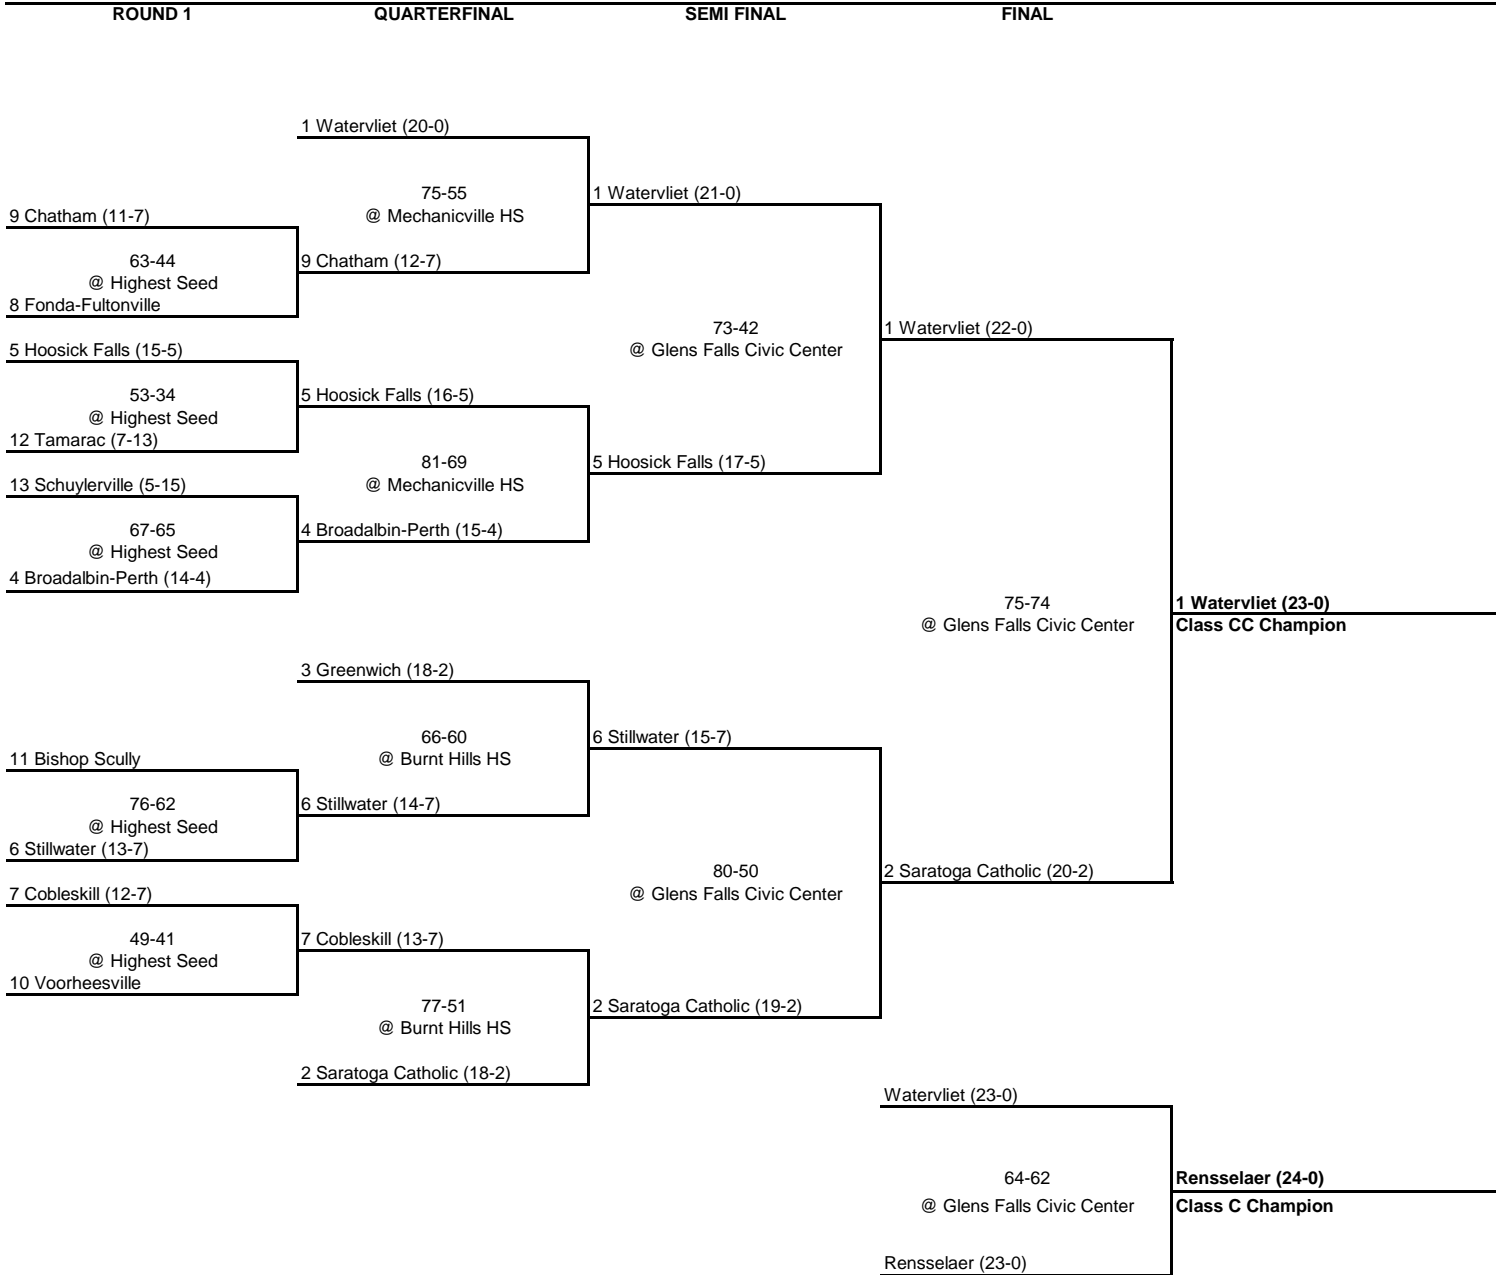 ROUND 1 QUARTERFINAL SEMI FINAL FINAL
1 Watervliet (20-0)
75-55
@ Mechanicville HS
1 Watervliet (21-0)
9 Chatham (11-7)
63-44
@ Highest Seed
9 Chatham (12-7)
8 Fonda-Fultonville
73-42
@ Glens Falls Civic Center
1 Watervliet (22-0)
5 Hoosick Falls (15-5)
53-34
@ Highest Seed
5 Hoosick Falls (16-5)
12 Tamarac (7-13)
81-69
@ Mechanicville HS
5 Hoosick Falls (17-5)
13 Schuylerville (5-15)
67-65
@ Highest Seed
4 Broadalbin-Perth (15-4)
4 Broadalbin-Perth (14-4)
75-74
@ Glens Falls Civic Center
1 Watervliet (23-0)
Class CC Champion
3 Greenwich (18-2)
66-60
@ Burnt Hills HS
6 Stillwater (15-7)
11 Bishop Scully
76-62
@ Highest Seed
6 Stillwater (14-7)
6 Stillwater (13-7)
80-50
@ Glens Falls Civic Center
2 Saratoga Catholic (20-2)
7 Cobleskill (12-7)
49-41
@ Highest Seed
7 Cobleskill (13-7)
10 Voorheesville
77-51
@ Burnt Hills HS
2 Saratoga Catholic (19-2)
2 Saratoga Catholic (18-2)
Watervliet (23-0)
64-62
@ Glens Falls Civic Center
Rensselaer (24-0)
Class C Champion
Rensselaer (23-0)